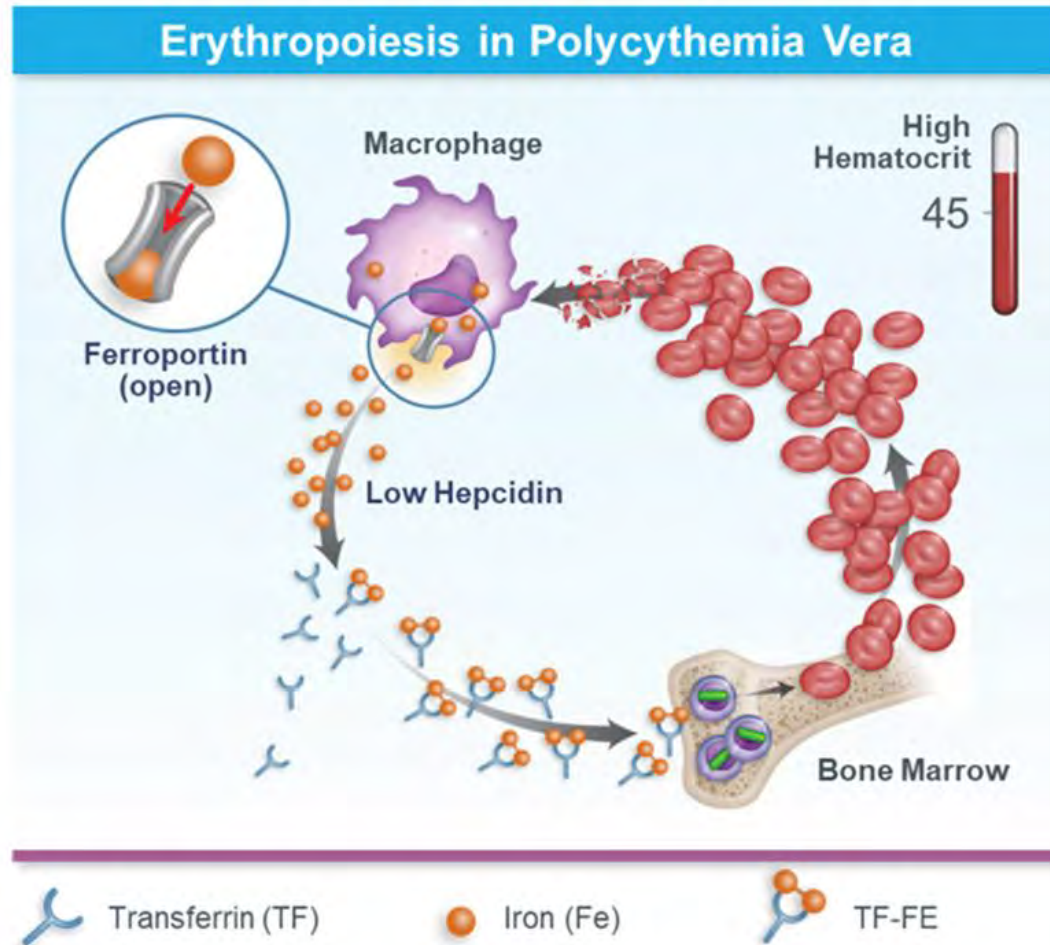 Erythropoiesis in Polycythemia Vera
Macrophage
High
Hematocrit
45
Ferroportin
(open)
Low Hepcidin
Bone Marrow
Transferrin (TF)
Iron (Fe)
TF-FE